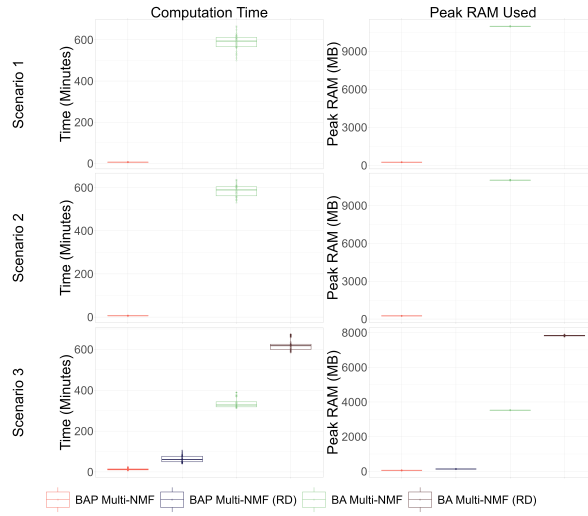 Computation Time
Peak RAM Used
Scenario 1
Time (Minutes)
600
400
200
0
Peak RAM (MB)
9000
6000
3000
0
Scenario 2
Time (Minutes)
600
400
200
0
Peak RAM (MB)
9000
6000
3000
0
Scenario 3
Time (Minutes)
600
400
200
0
Peak RAM (MB)
8000
6000
4000
2000
0
BAP Multi-NMF
BAP Multi-NMF (RD)
BA Multi-NMF
BA Multi-NMF (RD)